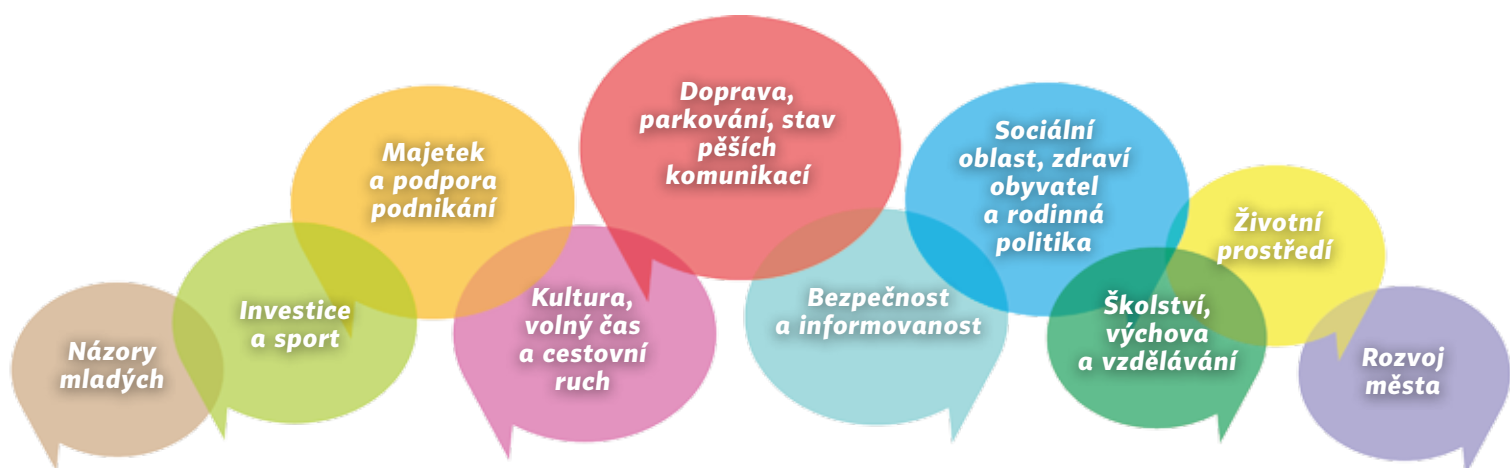 Názory
mladých
Investice
a sport
Majetek
a podpora
podnikání
Kultura,
volný čas
a cestovní
ruch
Doprava,
parkování, stav
pěších
komunikací
Bezpečnost
a informovanost
Sociální
oblast, zdraví
obyvatel
a rodinná
politika
Školství,
výchova
a vzdělávání
Životní
prostředí
Rozvoj
města